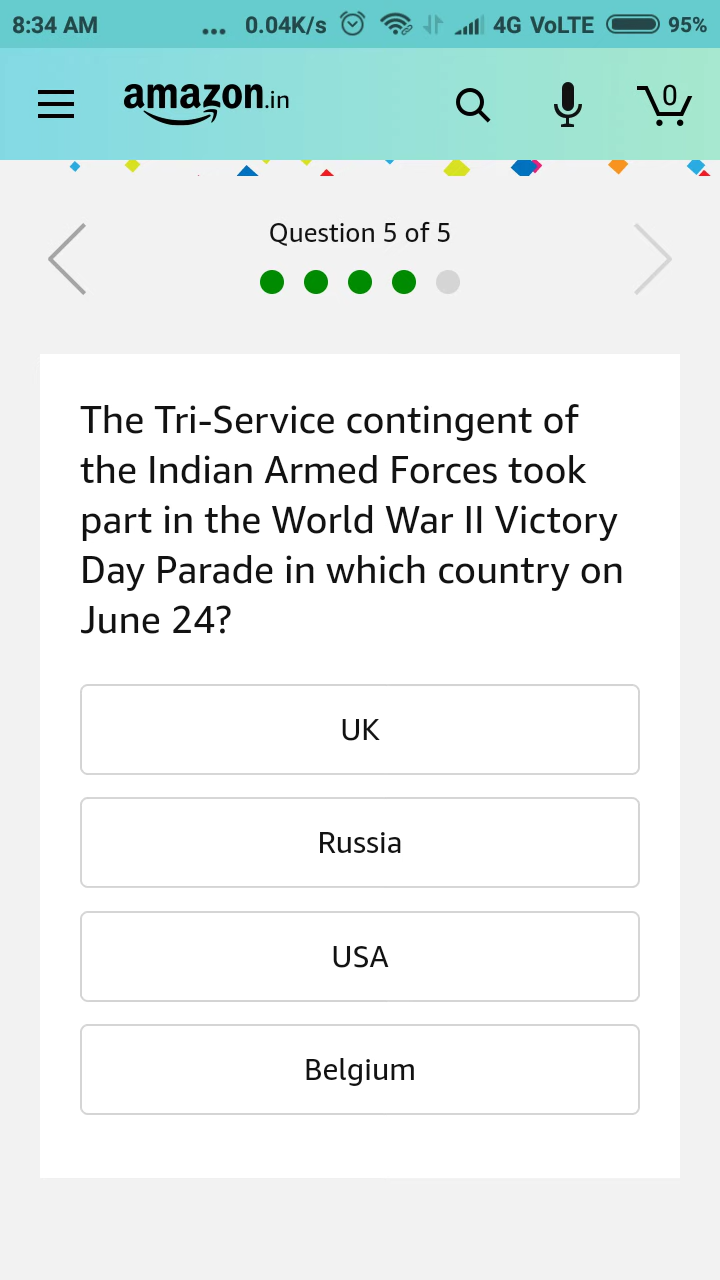 8:34 AM ... 0.04K/s 4G VoLTE 95%
amazon.in 0
Question 5 of 5
The Tri-Service contingent of
the Indian Armed Forces took
part in the World War II Victory
Day Parade in which country on
June 24?
UK
Russia
USA
Belgium